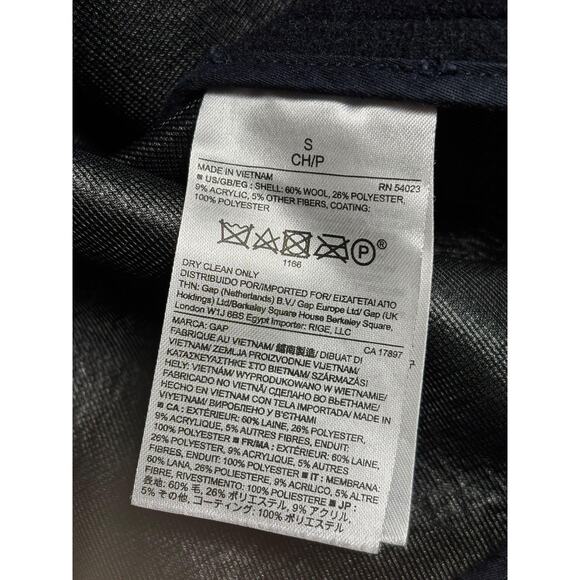 S
CH/P
MADE IN VIETNAM RN 54023
■ US/GB/EG : SHELL: 60% WOOL, 26% POLYESTER,
9% ACRYLIC, 5% OTHER FIBERS, COATING:
100% POLYESTER
P®
1166
DRY CLEAN ONLY
DISTRIBUIDO POR/IMPORTED FOR/ ΕΙΣΑΓΕΤΑΙ ΑΠΟ
THN: Gap (Netherlands) B.V./ Gap Europe Ltd/ Gap (UK
Holdings) Ltd/Berkeley Square House Berkeley Square,
London W1J 6BS Egypt Importer: RIGE, LLC
MARCA: GAP CA 17897
FABRIQUE AU VIETNAM/ 越南製造/ DIBUAT DI
VIETNAM/ ZEMLJA PROIZVODNJE VIJETNAM/
ΚΑΤΑΣΚΕΥΑΣΤΗΚΕ ΣΤΟ ΒΙΕΤΝΑΜ/ SZÁRMAZÁSI
HELY: VIETNÁM/ WYPRODUKOWANO W WIETNAMIE/
FABRICADO NO VIETNÃ/ СДЕЛАНО ВО ВЬЕТНАМЕ/
HECHO EN VIETNAM CON TELA IMPORTADA/ MADE IN
VIYETNAM/ ВИРОБЛЕНО У В'ЄТНАМІ
■ CA : EXTÉRIEUR: 60% LAINE, 26% POLYESTER,
9% ACRYLIQUE, 5% AUTRES FIBRES, ENDUIT:
100% POLYESTER ■ FR/MA : EXTÉRIEUR: 60% LAINE,
26% POLYESTER, 9% ACRYLIQUE, 5% AUTRES
FIBRES, ENDUIT: 100% POLYESTER ■ IT : MEMBRANA:
60% LANA, 26% POLIESTERE, 9% ACRILICO, 5% ALTRE
FIBRE, RIVESTIMENTO: 100% POLIESTERE ■ JP :
表地: 60% 毛, 26% ポリエステル, 9% アクリル,
5% その他, コーティング: 100% ポリエステル